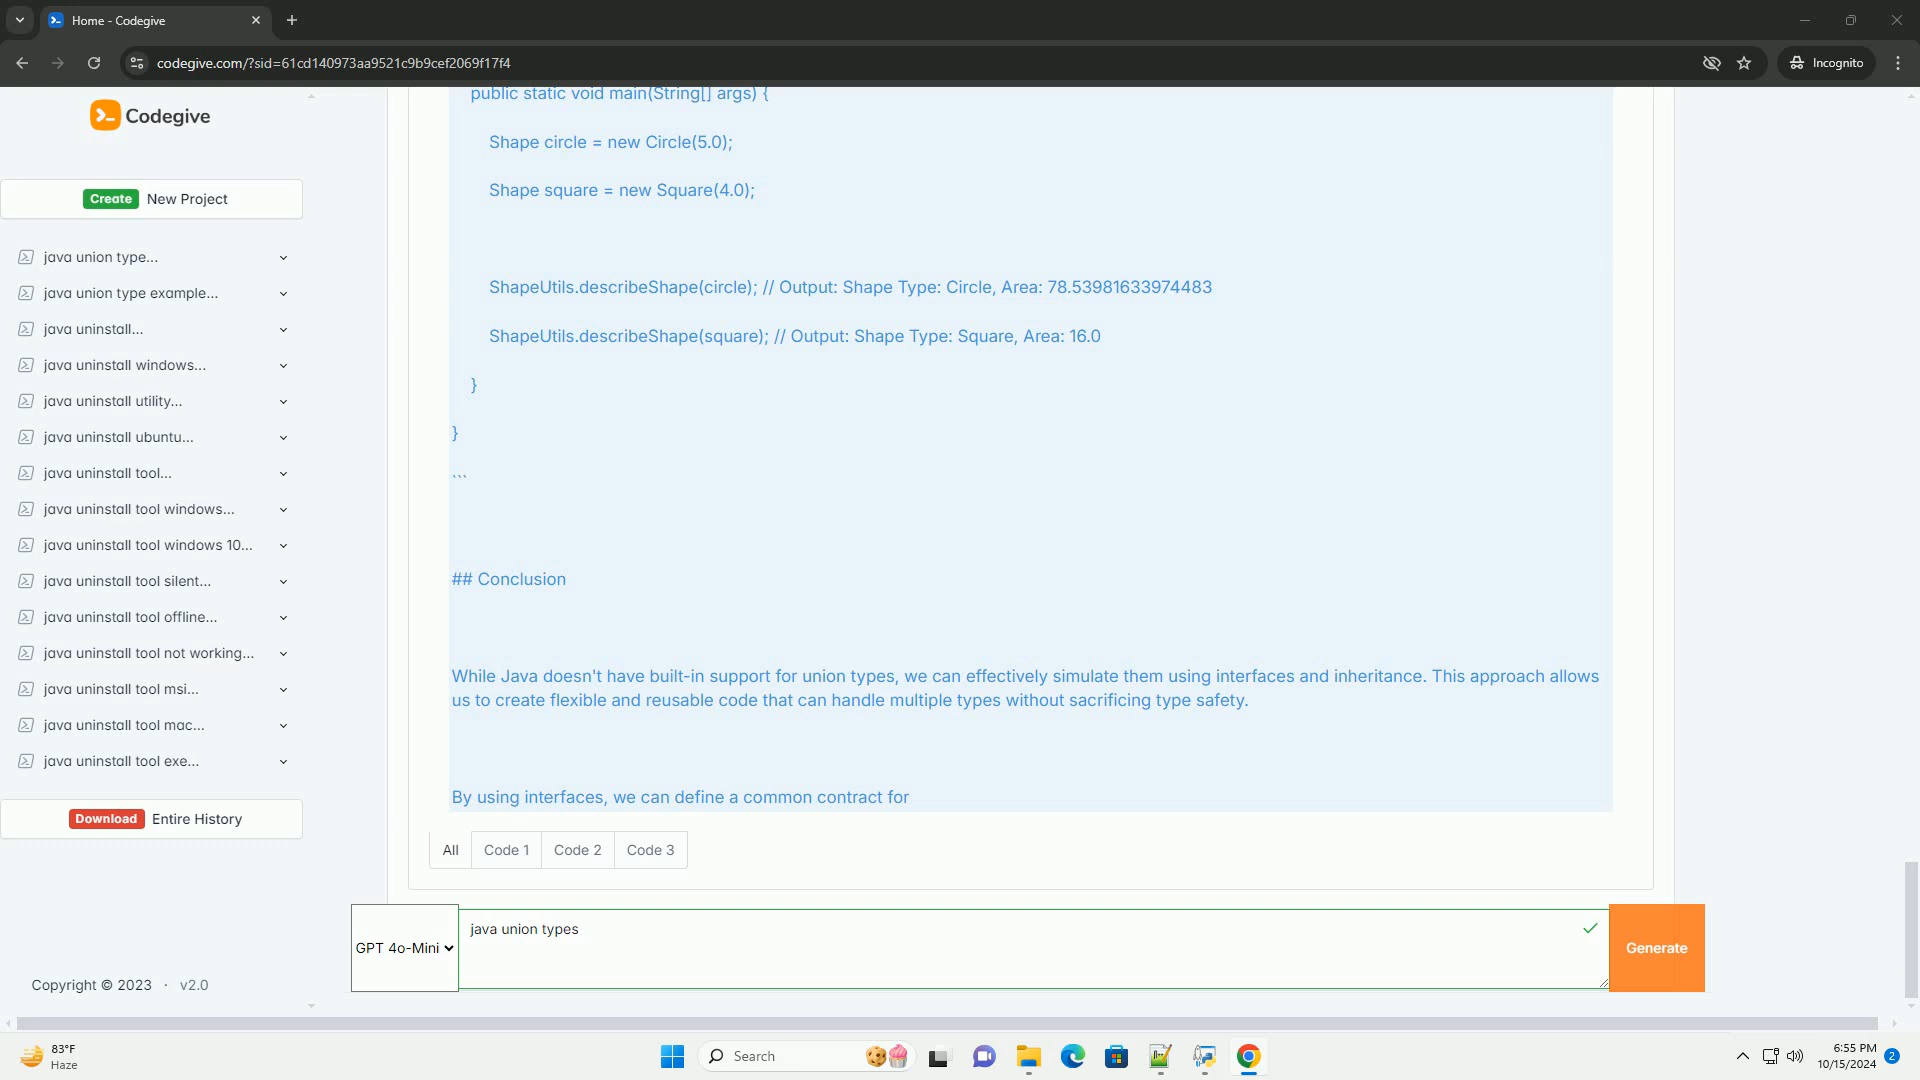 Home - Codegive
codegive.com/?sid=61cd140973aa9521c9b9cef2069f17f4
Incognito
Codegive
Create New Project
java union type...
java union type example...
java uninstall...
java uninstall windows...
java uninstall utility...
java uninstall ubuntu...
java uninstall tool...
java uninstall tool windows...
java uninstall tool windows 10...
java uninstall tool silent...
java uninstall tool offline...
java uninstall tool not working...
java uninstall tool msi...
java uninstall tool mac...
java uninstall tool exe...
Download Entire History
Copyright © 2023 · v2.0
public static void main(String[] args) {
Shape circle = new Circle(5.0);
Shape square = new Square(4.0);
ShapeUtils.describeShape(circle); // Output: Shape Type: Circle, Area: 78.53981633974483
ShapeUtils.describeShape(square); // Output: Shape Type: Square, Area: 16.0
}
}
```
## Conclusion
While Java doesn't have built-in support for union types, we can effectively simulate them using interfaces and inheritance. This approach allows
us to create flexible and reusable code that can handle multiple types without sacrificing type safety.
By using interfaces, we can define a common contract for
All Code 1 Code 2 Code 3
GPT 4o-Mini
java union types
Generate
83°F
Haze
Search
6:55 PM
10/15/2024
2